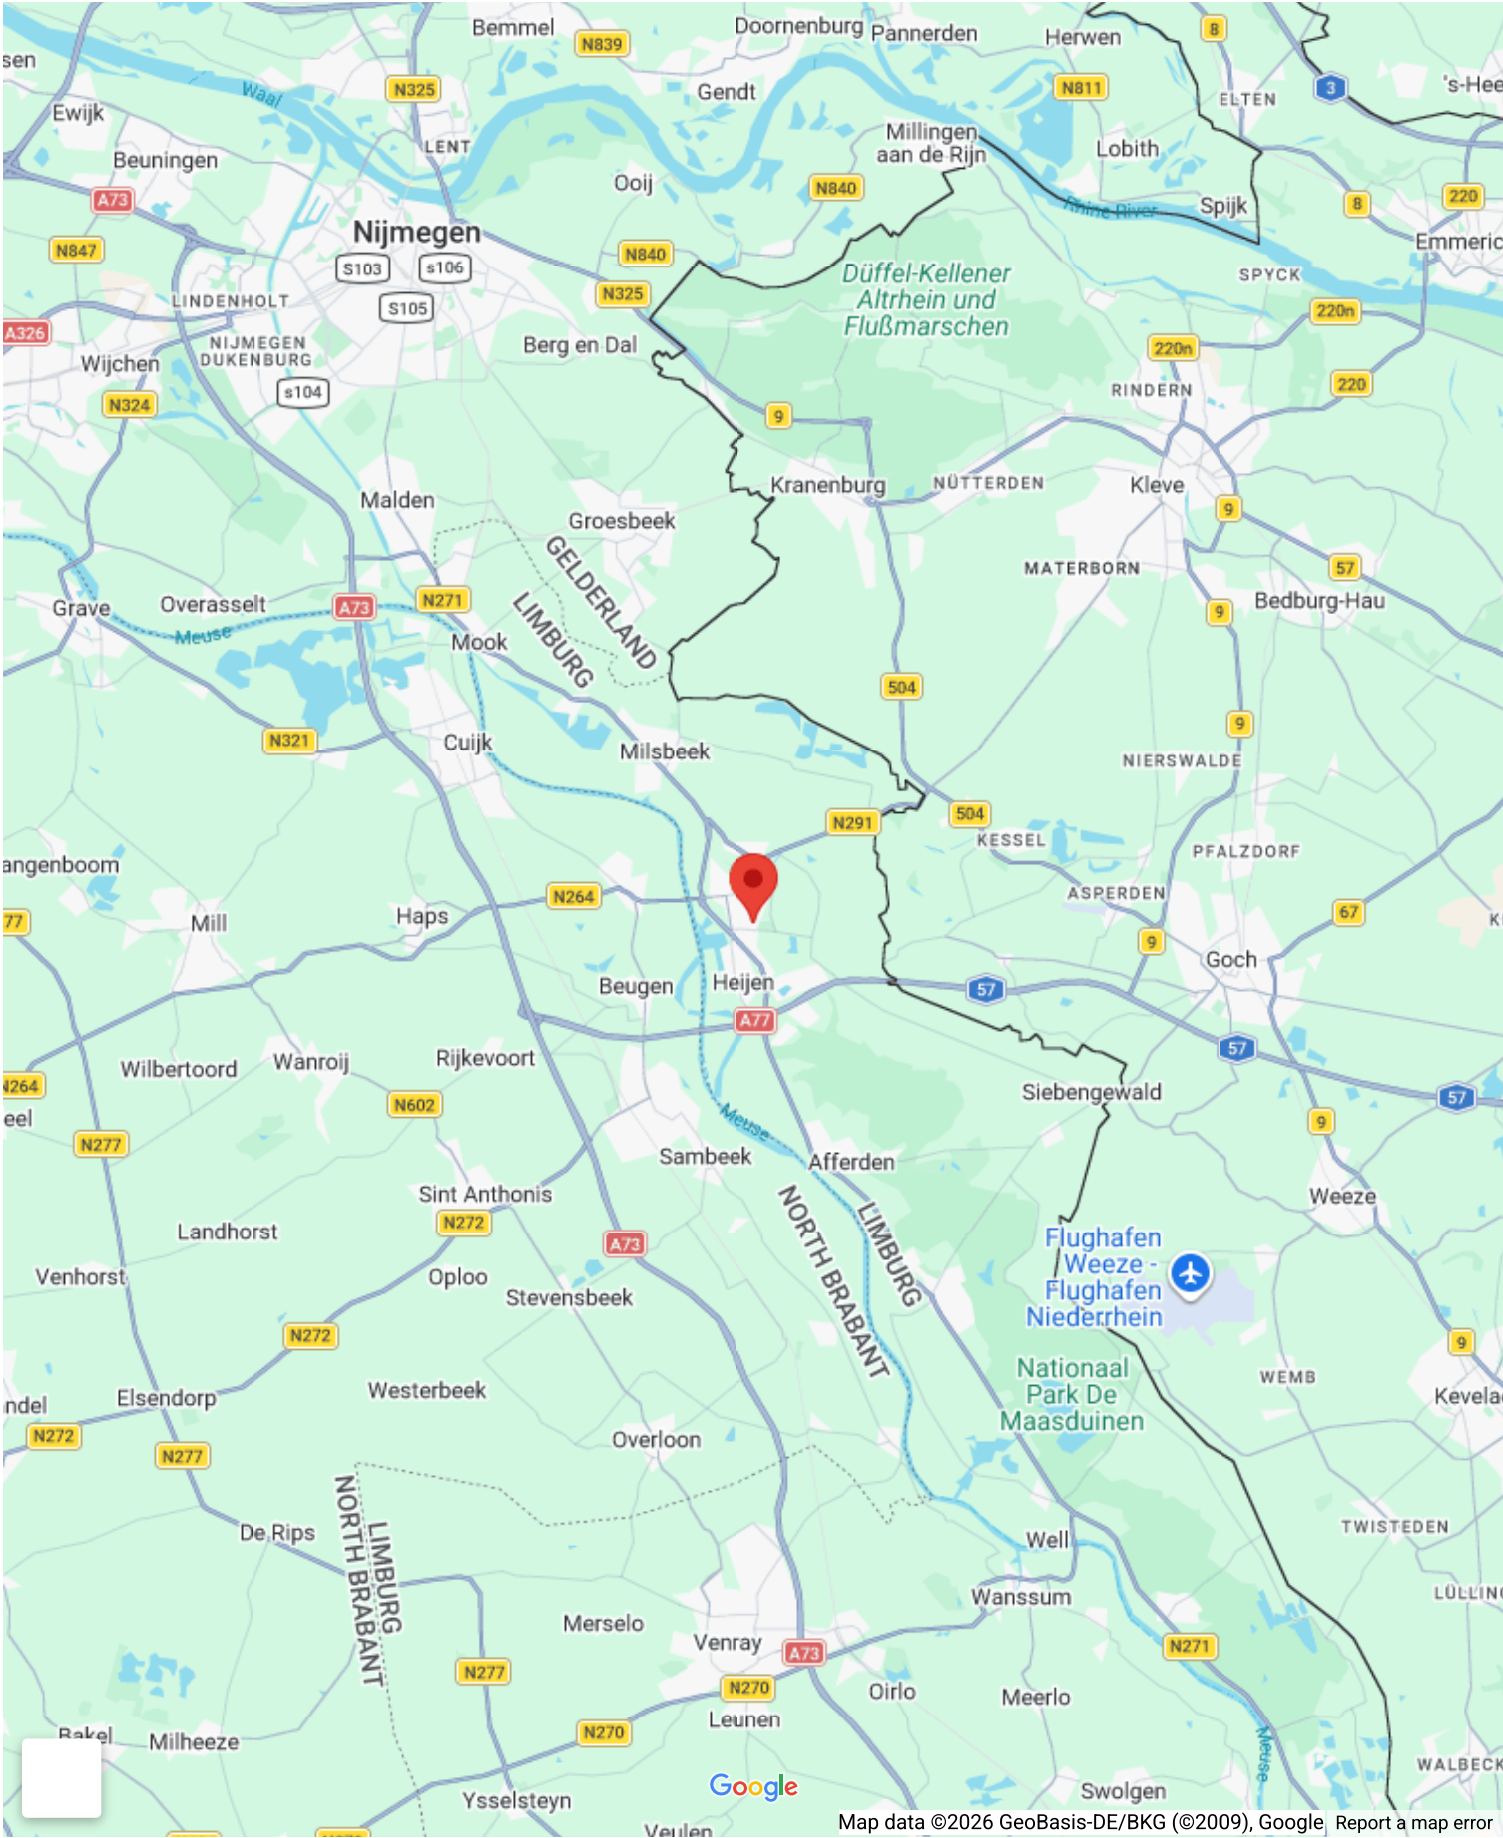 Bemmel
N839
Doornenburg
Pannerden
Herwen
8
sen
N325
Waal
Gendt
N811
3
's-Hee
Ewijk
ELTEN
Beuningen
LENT
Millingen
aan de Rijn
Lobith
Ooij
N840
A73
Spijk
8
220
Rhine River
Nijmegen
N847
S103
s106
N840
Emmeric
Düffel-Kellener
Altrhein und
Flußmarschen
SPYCK
N325
LINDENHOLT
S105
220n
A326
NIJMEGEN
DUKENBURG
Berg en Dal
220n
Wijchen
s104
RINDERN
220
N324
9
Kranenburg
NÜTTERDEN
Kleve
Malden
9
Groesbeek
GELDERLAND
LIMBURG
MATERBORN
57
Grave
Overasselt
A73
N271
Bedburg-Hau
9
Meuse
Mook
504
9
N321
Cuijk
Milsbeek
NIERSWALDE
N291
504
KESSEL
PFALZDORF
angenboom
ASPERDEN
N264
77
Mill
Haps
67
K
9
Goch
Beugen
Heijen
57
A77
57
Wilbertoord
Wanroij
Rijkevoort
N264
Siebengewald
57
N602
eel
Meuse
9
N277
Sambeek
Afferden
Sint Anthonis
Weeze
N272
NORTH BRABANT
LIMBURG
Landhorst
A73
Flughafen
Weeze -
Flughafen
Niederrhein
Venhorst
Oploo
Stevensbeek
N272
9
Nationaal
Park De
Maasduinen
WEMB
Westerbeek
Elsendorp
ndel
Kevelae
N272
Overloon
N277
LIMBURG
NORTH BRABANT
De Rips
TWISTEDEN
Well
Wanssum
LÜLLING
Merselo
Venray
A73
N271
N277
N270
Oirlo
Meerlo
Leunen
N270
Bakel
Milheeze
Meuse
WALBECK
Google
Swolgen
Ysselsteyn
Map data ©2026 GeoBasis-DE/BKG (©2009), Google
Report a map error
Veulen